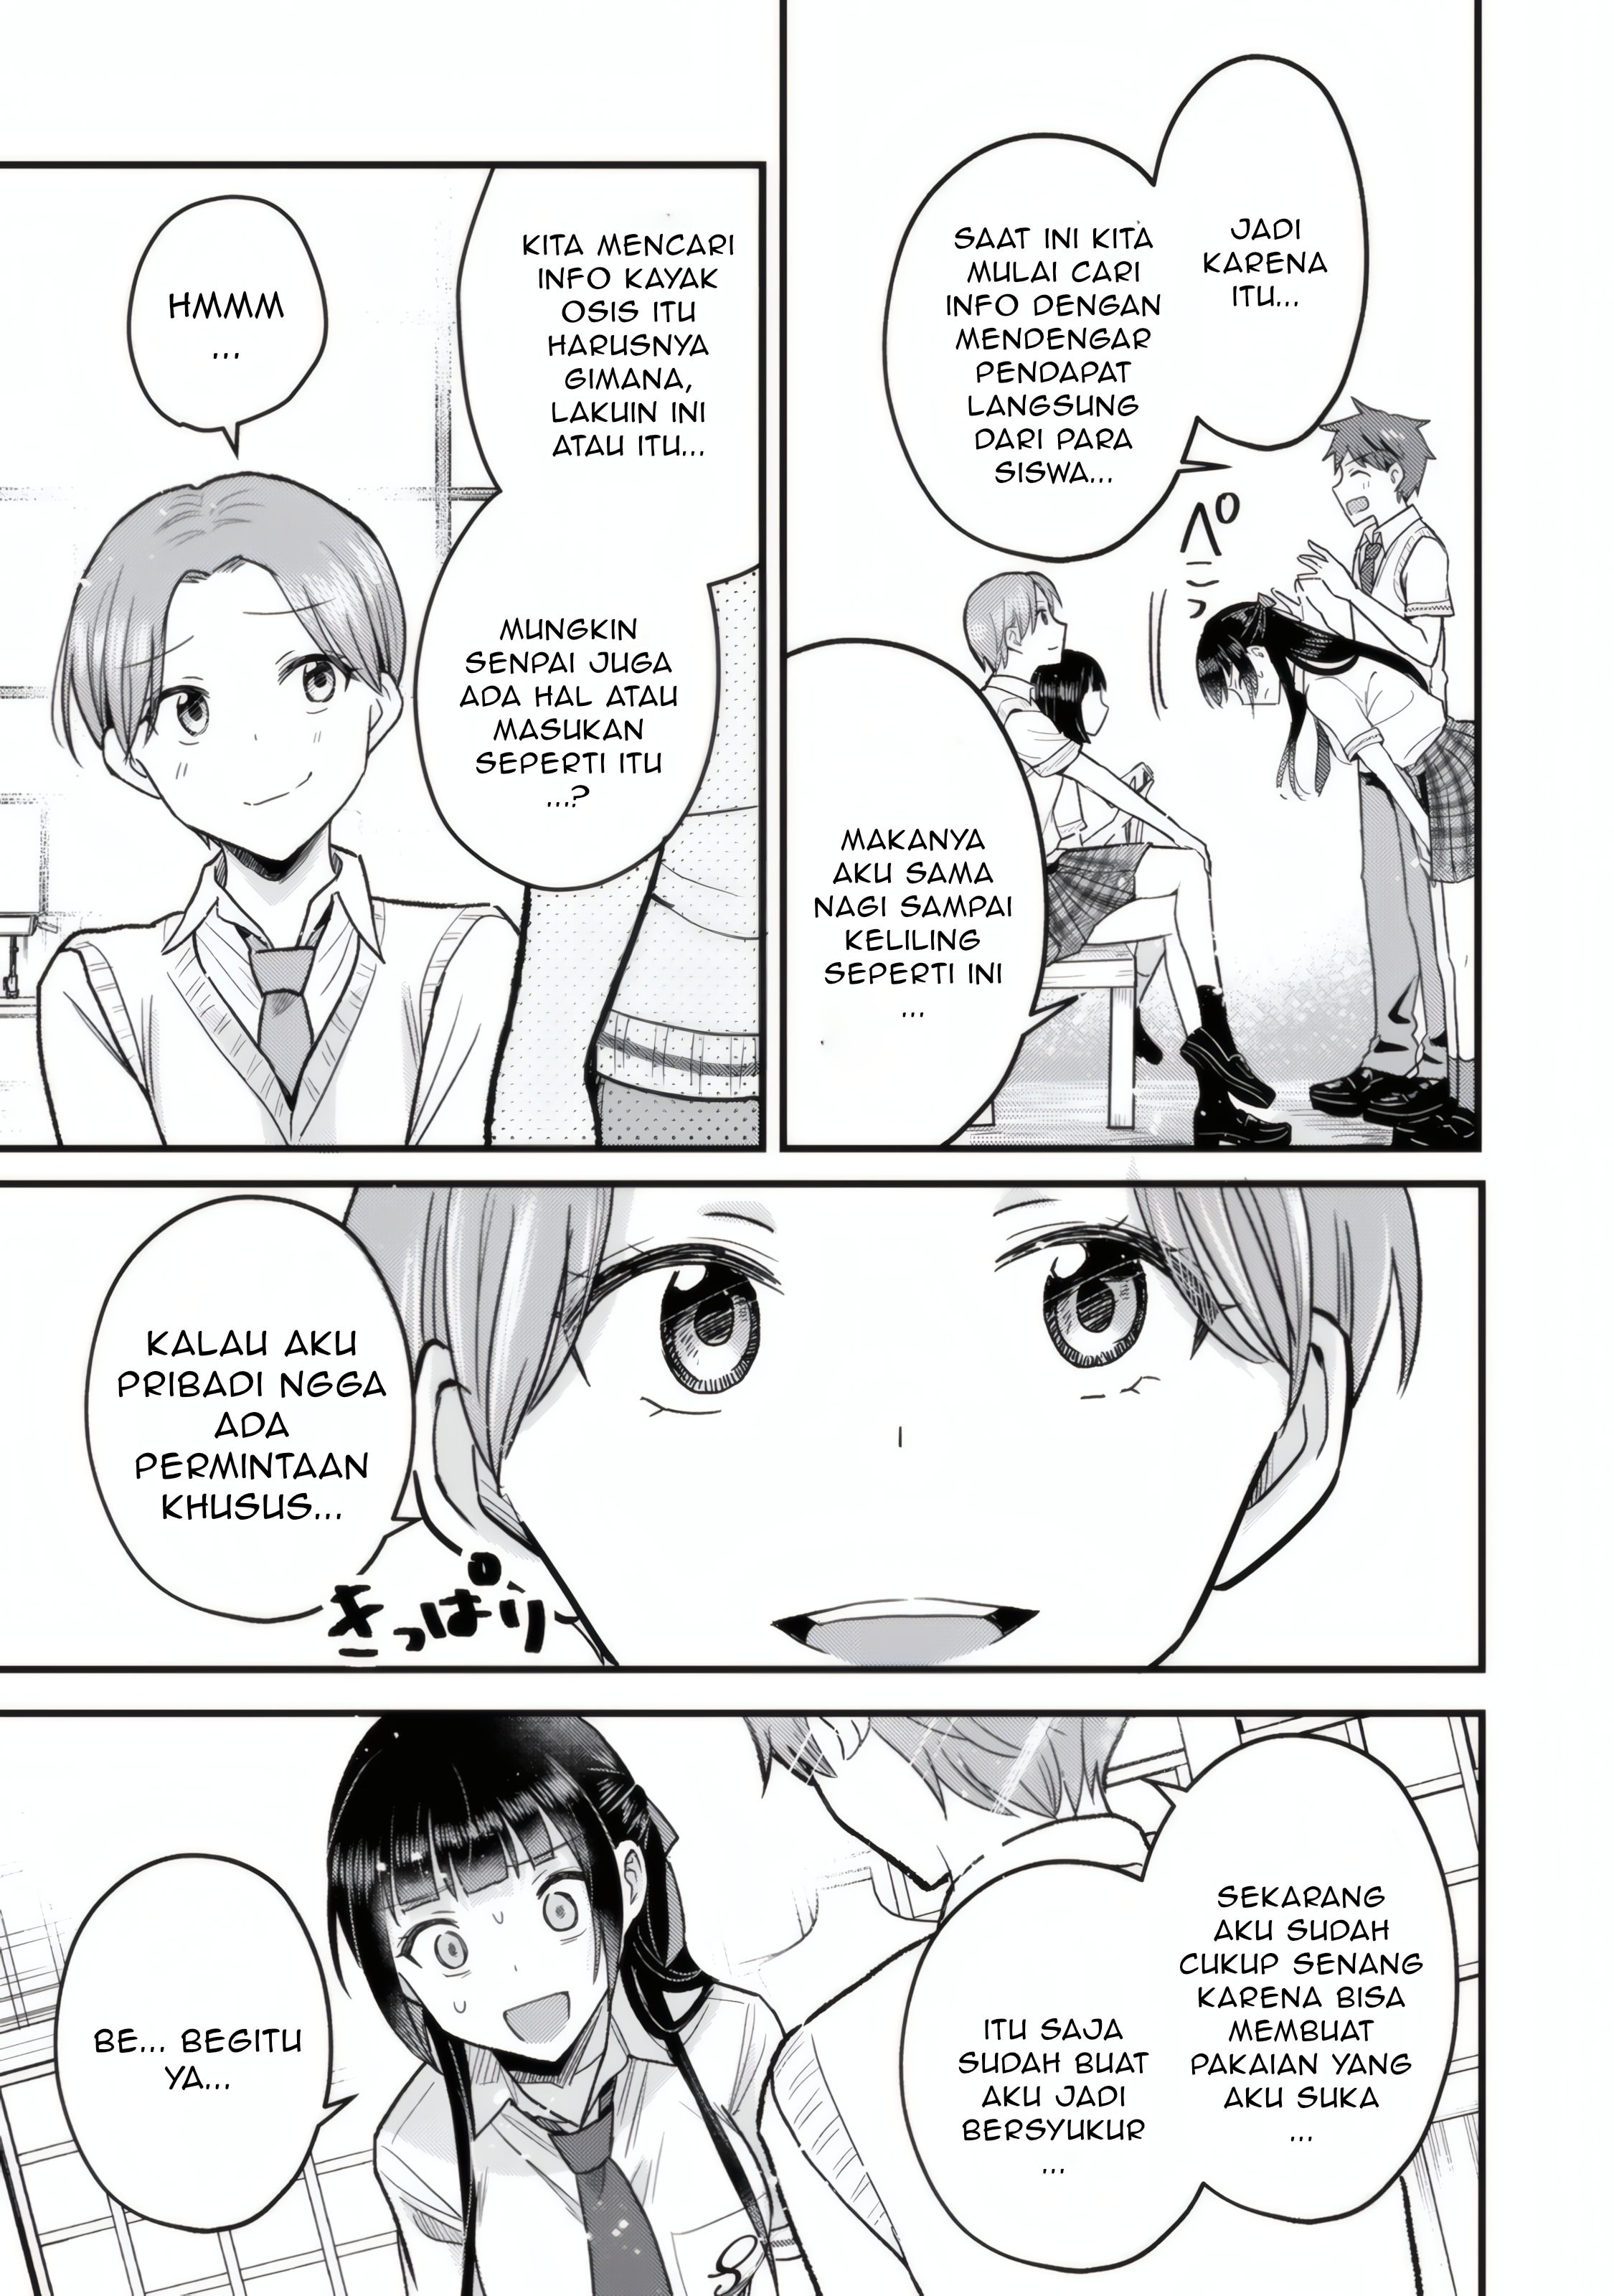 JADI
KARENA
ITU...
SAAT INI KITA
MULAI CARI
INFO DENGAN
MENDENGAR
PENDAPAT
LANGSUNG
DARI PARA
SISWA...
ペこっ
MAKANYA
AKU SAMA
NAGI SAMPAI
KELILING
SEPERTI INI
...
KITA MENCARI
INFO KAYAK
OSIS ITU
HARUSNYA
GIMANA,
LAKUIN INI
ATAU ITU...
MUNGKIN
SENPAI JUGA
ADA HAL ATAU
MASUKAN
SEPERTI ITU
...?
HMMM
...
KALAU AKU
PRIBADI NGGA
ADA
PERMINTAAN
KHUSUS...
きっぱり
SEKARANG
AKU SUDAH
CUKUP SENANG
KARENA BISA
MEMBUAT
PAKAIAN YANG
AKU SUKA
...
ITU SAJA
SUDAH BUAT
AKU JADI
BERSYUKUR
...
BE... BEGITU
YA...